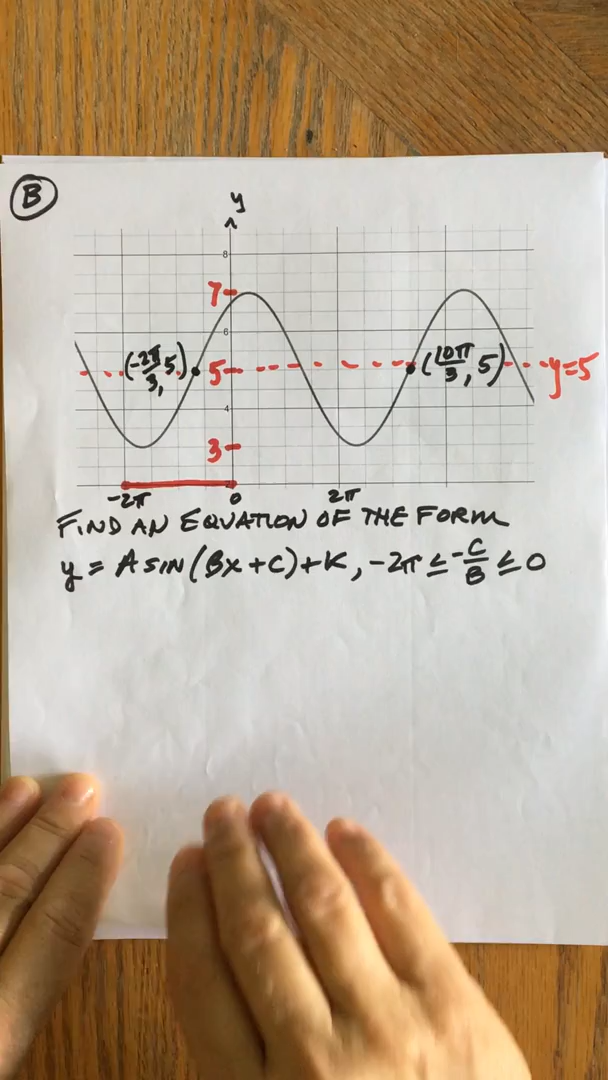 B
y
8
7
6
(-2π/3, 5)
5
(10π/3, 5)
y=5
4
3
-2π
0
2π
FIND AN EQUATION OF THE FORM
y = A SIN(Bx+C)+K, -2π ≤ -C/B ≤ 0